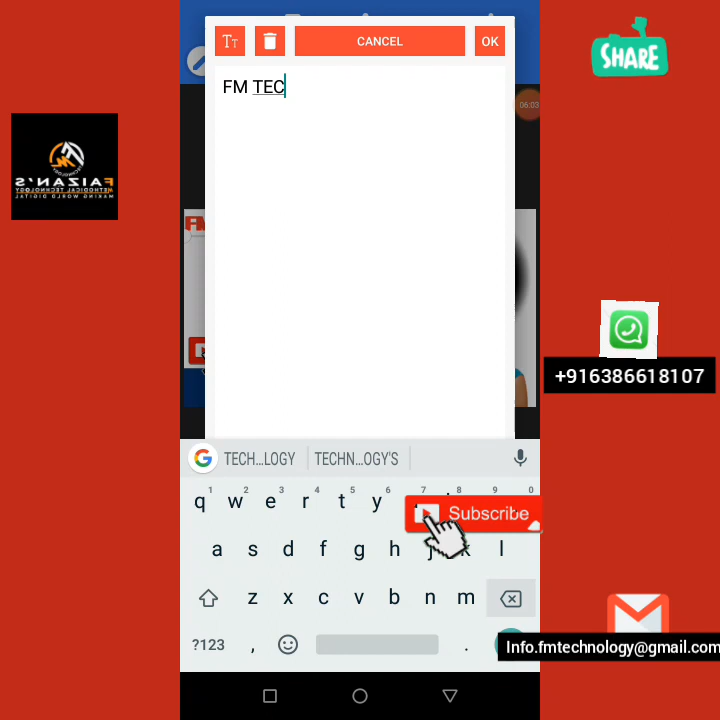 SHARE
CANCEL
OK
FM TEC
06:03
FAIZAN'S
METHODICAL TECHNOLOGY
MAKING WORLD DIGITAL
+916386618107
TECH...LOGY
TECHN...OGY'S
1 2 3 4 5 6 7 8 9 0
q w e r t y
Subscribe
a s d f g h j k l
z x c v b n m
?123 , .
Info.fmtechnology@gmail.com